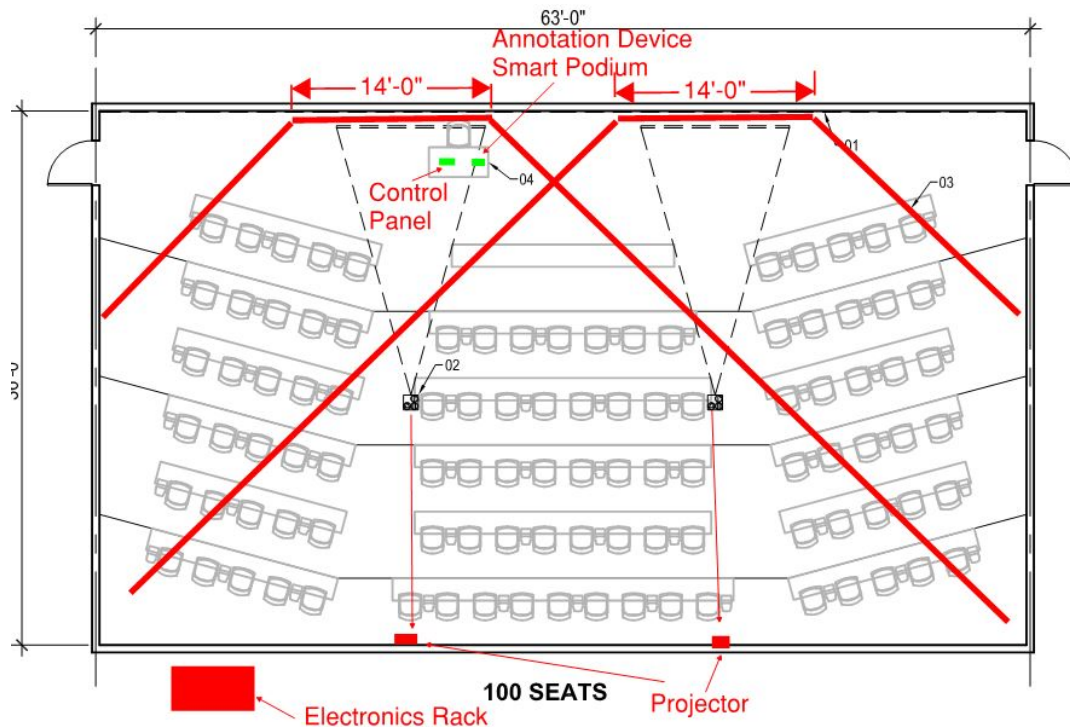 63'-0"
Annotation Device
Smart Podium
14'-0"
14'-0"
01
04
Control
Panel
03
02
100 SEATS
Projector
Electronics Rack